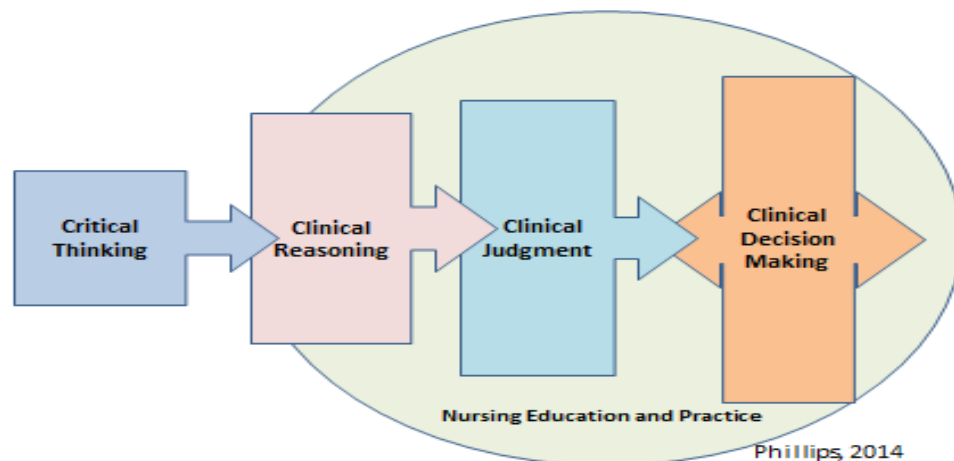 Critical
Thinking
Clinical
Reasoning
Clinical
Judgment
Clinical
Decision
Making
Nursing Education and Practice
Phillips, 2014